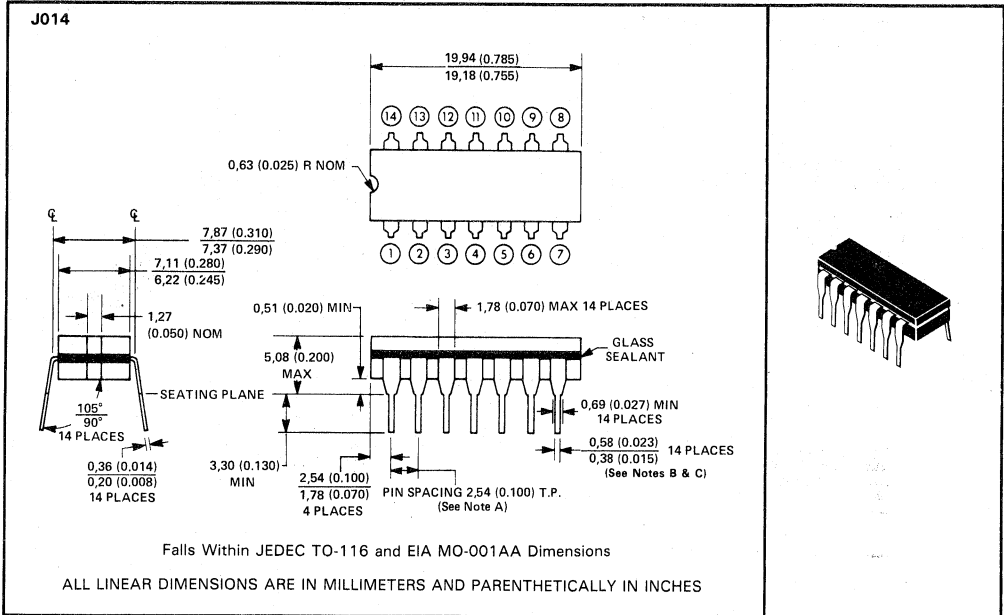 J014
19,94 (0.785)
19,18 (0.755)
14 13 12 11 10 9 8
0,63 (0.025) R NOM
1 2 3 4 5 6 7
℄ ℄
7,87 (0.310)
7,37 (0.290)
7,11 (0.280)
6,22 (0.245)
1,27
(0.050) NOM
0,51 (0.020) MIN
1,78 (0.070) MAX 14 PLACES
5,08 (0.200)
MAX
GLASS
SEALANT
SEATING PLANE
105°
90°
14 PLACES
0,69 (0.027) MIN
14 PLACES
0,36 (0.014)
0,20 (0.008)
14 PLACES
3,30 (0.130)
MIN
2,54 (0.100)
1,78 (0.070)
4 PLACES
PIN SPACING 2,54 (0.100) T.P.
(See Note A)
0,58 (0.023)
0,38 (0.015)
14 PLACES
(See Notes B & C)
Falls Within JEDEC TO-116 and EIA MO-001AA Dimensions
ALL LINEAR DIMENSIONS ARE IN MILLIMETERS AND PARENTHETICALLY IN INCHES